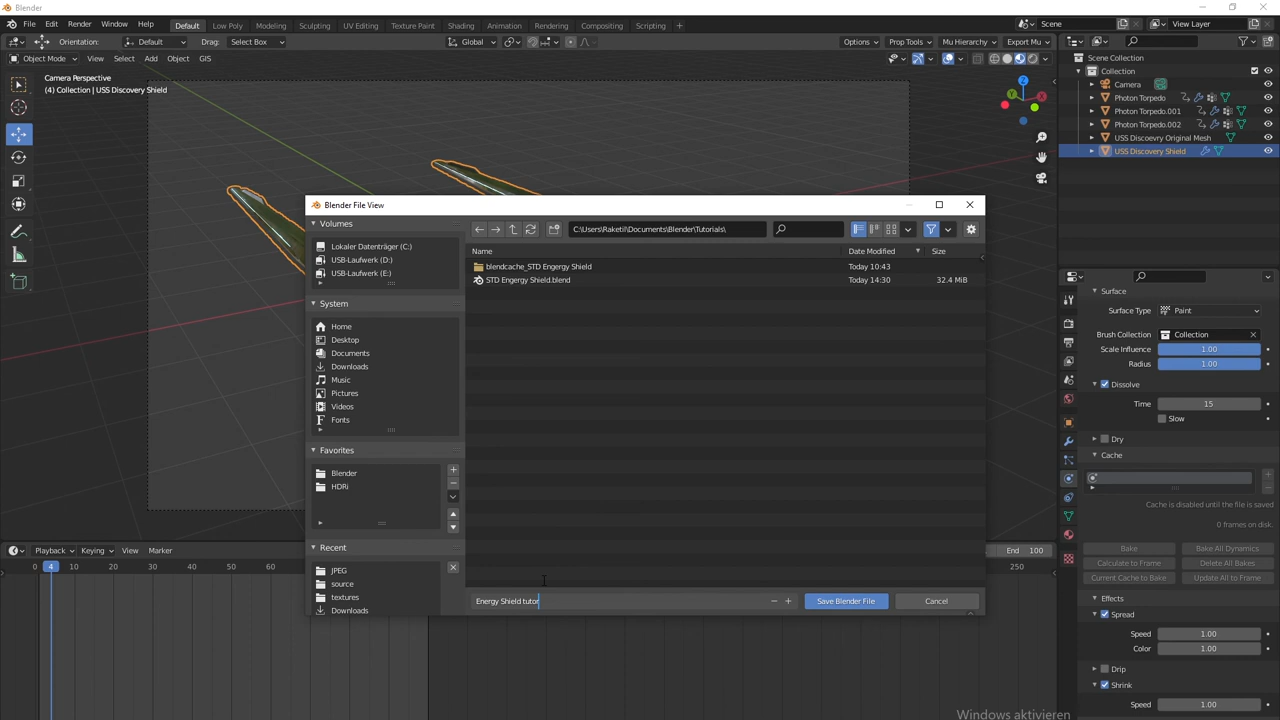 Blender
File Edit Render Window Help Default Low Poly Modeling Sculpting UV Editing Texture Paint Shading Animation Rendering Compositing Scripting + Scene View Layer
Orientation: Default Drag: Select Box Global Options Prop Tools Mu Hierarchy Export Mu
Object Mode View Select Add Object GIS
Camera Perspective
(4) Collection | USS Discovery Shield
Z
Y
X
Scene Collection
Collection
Camera
Photon Torpedo
Photon Torpedo.001
Photon Torpedo.002
USS Discoevry Original Mesh
USS Discovery Shield
Blender File View
Volumes
Lokaler Datenträger (C:)
USB-Laufwerk (D:)
USB-Laufwerk (E:)
System
Home
Desktop
Documents
Downloads
Music
Pictures
Videos
Fonts
Favorites
Blender
HDRi
Recent
JPEG
source
textures
Downloads
C:\Users\Raketil\Documents\Blender\Tutorials\
Name Date Modified Size
blendcache_STD Engergy Shield Today 10:43
STD Engergy Shield.blend Today 14:30 32.4 MiB
Energy Shield tutor Save Blender File Cancel
Surface
Surface Type Paint
Brush Collection Collection
Scale Influence 1.00
Radius 1.00
Dissolve
Time 15
Slow
Dry
Cache
Cache is disabled until the file is saved
0 frames on disk.
Bake Bake All Dynamics
Calculate to Frame Delete All Bakes
Current Cache to Bake Update All to Frame
Effects
Spread
Speed 1.00
Color 1.00
Drip
Shrink
Speed 1.00
Playback Keying View Marker End 100
0 4 10 20 30 40 50 60 250
Windows aktivieren